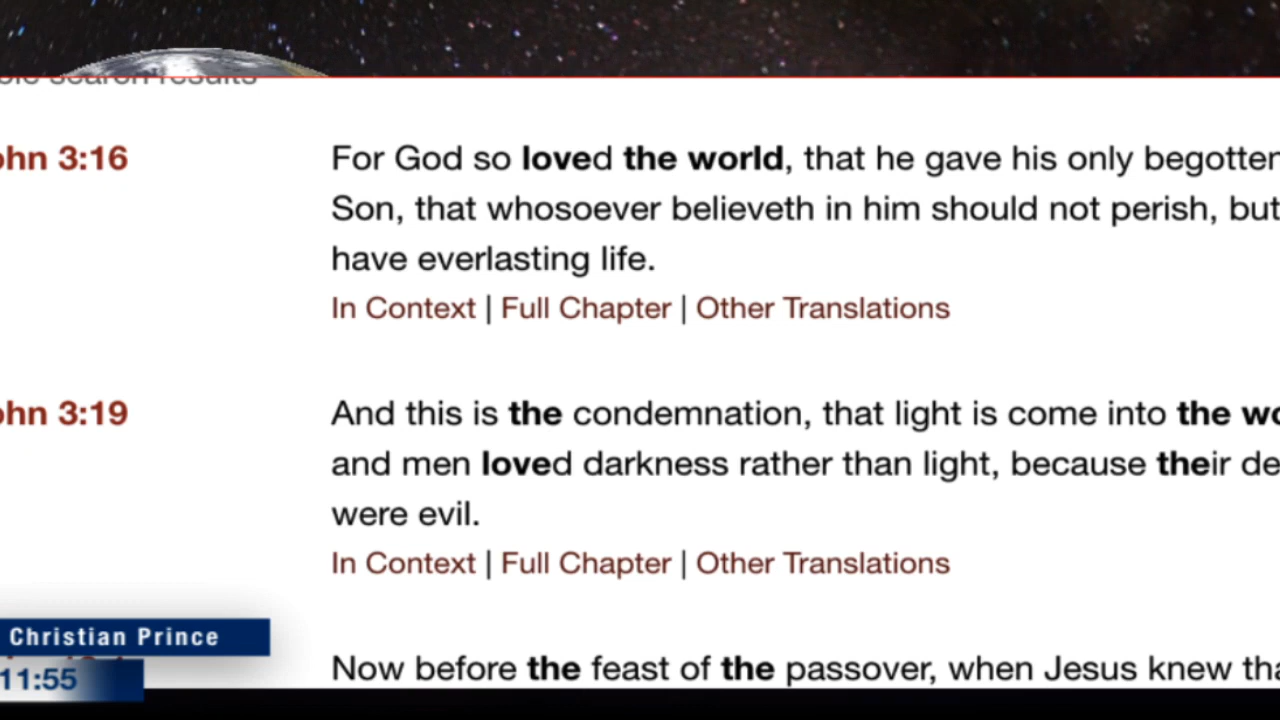 search results
ohn 3:16
For God so loved the world, that he gave his only begotten
Son, that whosoever believeth in him should not perish, but
have everlasting life.
In Context | Full Chapter | Other Translations
ohn 3:19
And this is the condemnation, that light is come into the wo
and men loved darkness rather than light, because their de
were evil.
In Context | Full Chapter | Other Translations
Christian Prince
11:55
Now before the feast of the passover, when Jesus knew tha